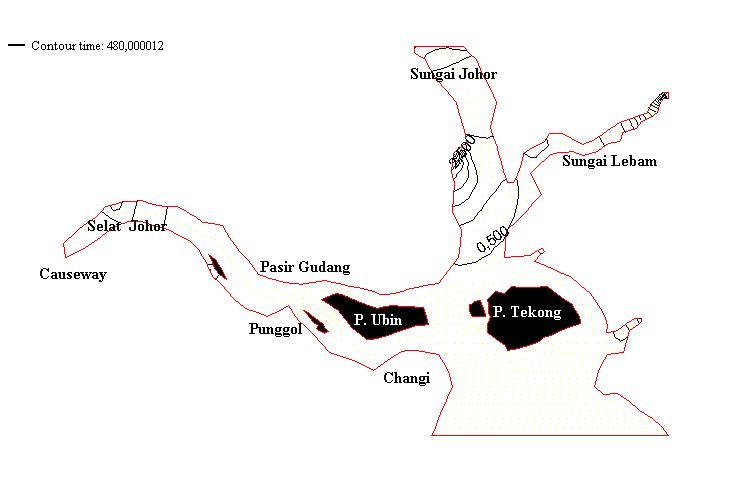 Contour time: 480,000012
Sungai Johor
Sungai Lebam
0,500
Selat Johor
Causeway
Pasir Gudang
Punggol
P. Ubin
P. Tekong
Changi